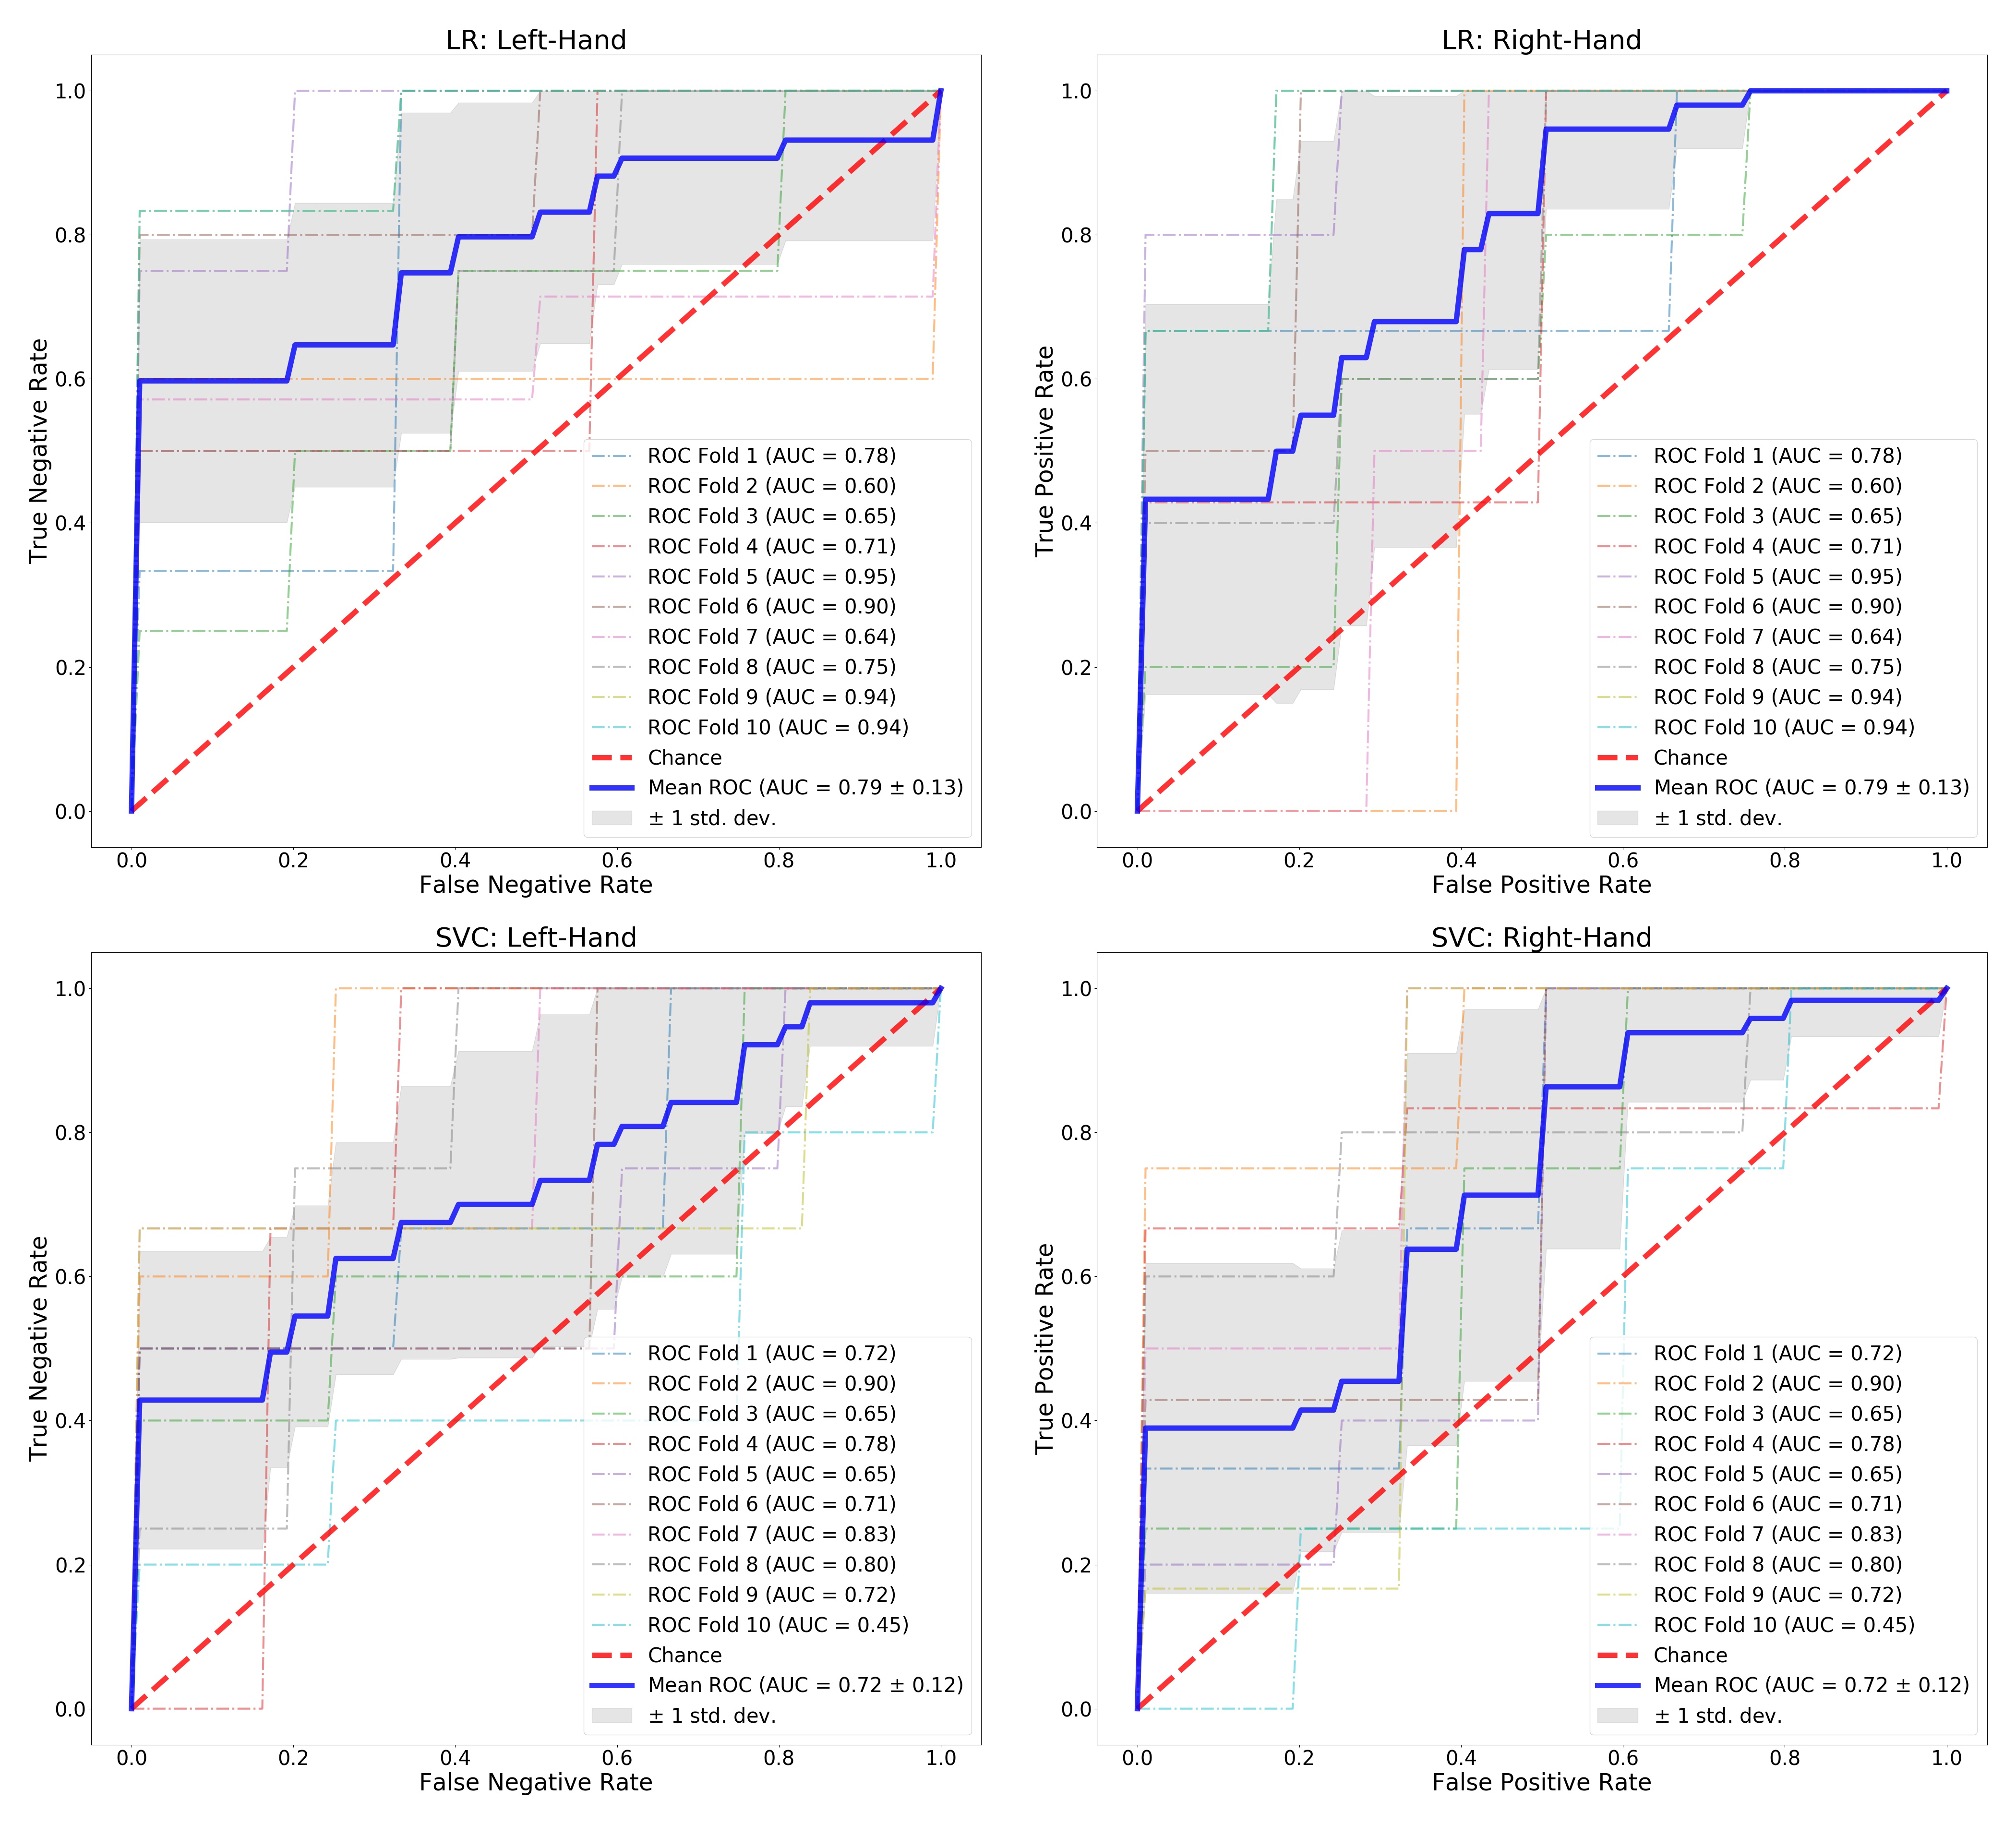 LR: Left-Hand
True Negative Rate
1.0
0.8
0.6
0.4
0.2
0.0
ROC Fold 1 (AUC = 0.78)
ROC Fold 2 (AUC = 0.60)
ROC Fold 3 (AUC = 0.65)
ROC Fold 4 (AUC = 0.71)
ROC Fold 5 (AUC = 0.95)
ROC Fold 6 (AUC = 0.90)
ROC Fold 7 (AUC = 0.64)
ROC Fold 8 (AUC = 0.75)
ROC Fold 9 (AUC = 0.94)
ROC Fold 10 (AUC = 0.94)
Chance
Mean ROC (AUC = 0.79 ± 0.13)
± 1 std. dev.
0.0 0.2 0.4 0.6 0.8 1.0
False Negative Rate
LR: Right-Hand
True Positive Rate
1.0
0.8
0.6
0.4
0.2
0.0
ROC Fold 1 (AUC = 0.78)
ROC Fold 2 (AUC = 0.60)
ROC Fold 3 (AUC = 0.65)
ROC Fold 4 (AUC = 0.71)
ROC Fold 5 (AUC = 0.95)
ROC Fold 6 (AUC = 0.90)
ROC Fold 7 (AUC = 0.64)
ROC Fold 8 (AUC = 0.75)
ROC Fold 9 (AUC = 0.94)
ROC Fold 10 (AUC = 0.94)
Chance
Mean ROC (AUC = 0.79 ± 0.13)
± 1 std. dev.
0.0 0.2 0.4 0.6 0.8 1.0
False Positive Rate
SVC: Left-Hand
True Negative Rate
1.0
0.8
0.6
0.4
0.2
0.0
ROC Fold 1 (AUC = 0.72)
ROC Fold 2 (AUC = 0.90)
ROC Fold 3 (AUC = 0.65)
ROC Fold 4 (AUC = 0.78)
ROC Fold 5 (AUC = 0.65)
ROC Fold 6 (AUC = 0.71)
ROC Fold 7 (AUC = 0.83)
ROC Fold 8 (AUC = 0.80)
ROC Fold 9 (AUC = 0.72)
ROC Fold 10 (AUC = 0.45)
Chance
Mean ROC (AUC = 0.72 ± 0.12)
± 1 std. dev.
0.0 0.2 0.4 0.6 0.8 1.0
False Negative Rate
SVC: Right-Hand
True Positive Rate
1.0
0.8
0.6
0.4
0.2
0.0
ROC Fold 1 (AUC = 0.72)
ROC Fold 2 (AUC = 0.90)
ROC Fold 3 (AUC = 0.65)
ROC Fold 4 (AUC = 0.78)
ROC Fold 5 (AUC = 0.65)
ROC Fold 6 (AUC = 0.71)
ROC Fold 7 (AUC = 0.83)
ROC Fold 8 (AUC = 0.80)
ROC Fold 9 (AUC = 0.72)
ROC Fold 10 (AUC = 0.45)
Chance
Mean ROC (AUC = 0.72 ± 0.12)
± 1 std. dev.
0.0 0.2 0.4 0.6 0.8 1.0
False Positive Rate